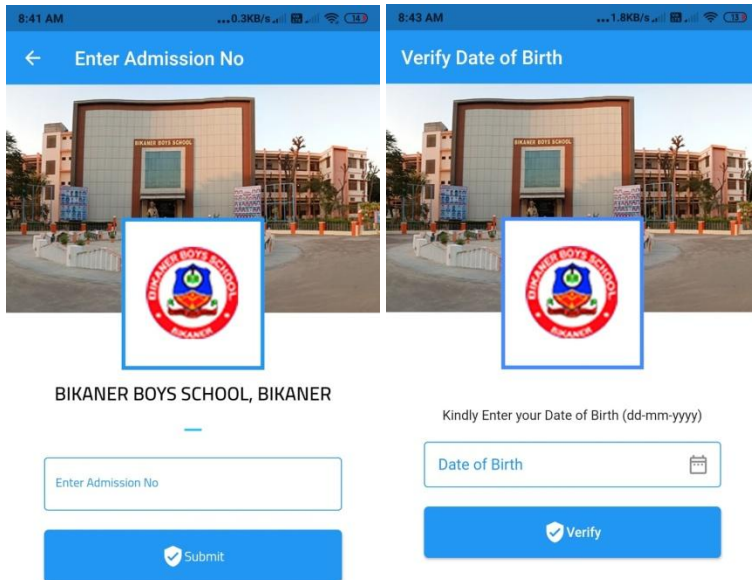 8:41 AM
...0.3KB/s
14
Enter Admission No
BIKANER BOYS SCHOOL
BIKANER BOYS SCHOOL
BIKANER
BIKANER BOYS SCHOOL, BIKANER
Enter Admission No
Submit
8:43 AM
...1.8KB/s
13
Verify Date of Birth
BIKANER BOYS SCHOOL
BIKANER BOYS SCHOOL
BIKANER
Kindly Enter your Date of Birth (dd-mm-yyyy)
Date of Birth
Verify